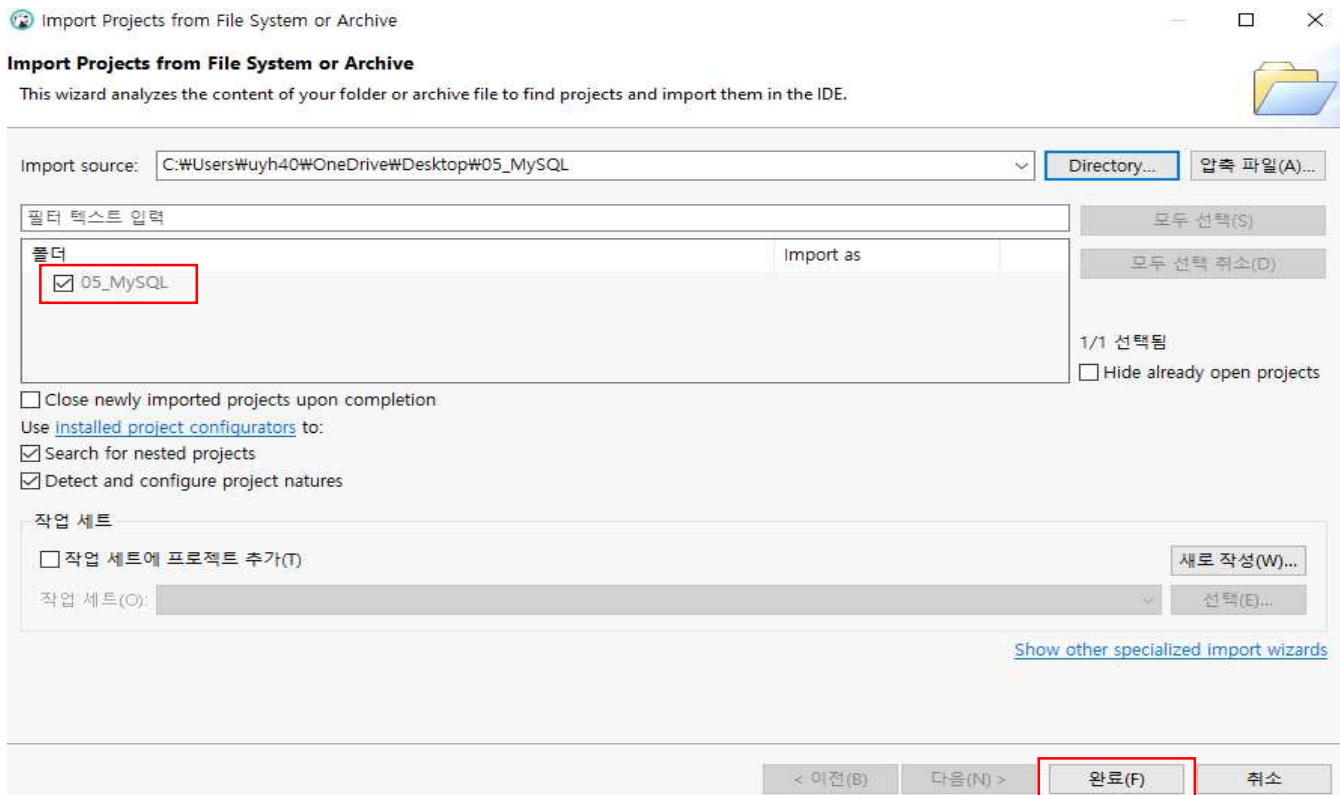 Import Projects from File System or Archive
Import Projects from File System or Archive
This wizard analyzes the content of your folder or archive file to find projects and import them in the IDE.
Import source: C:₩Users₩uyh40₩OneDrive₩Desktop₩05_MySQL Directory... 압축 파일(A)...
필터 텍스트 입력 모두 선택(S)
폴더 Import as 모두 선택 취소(D)
05_MySQL
1/1 선택됨
Hide already open projects
Close newly imported projects upon completion
Use installed project configurators to:
Search for nested projects
Detect and configure project natures
작업 세트
작업 세트에 프로젝트 추가(T) 새로 작성(W)...
작업 세트(O): 선택(E)...
Show other specialized import wizards
< 이전(B) 다음(N) > 완료(F) 취소